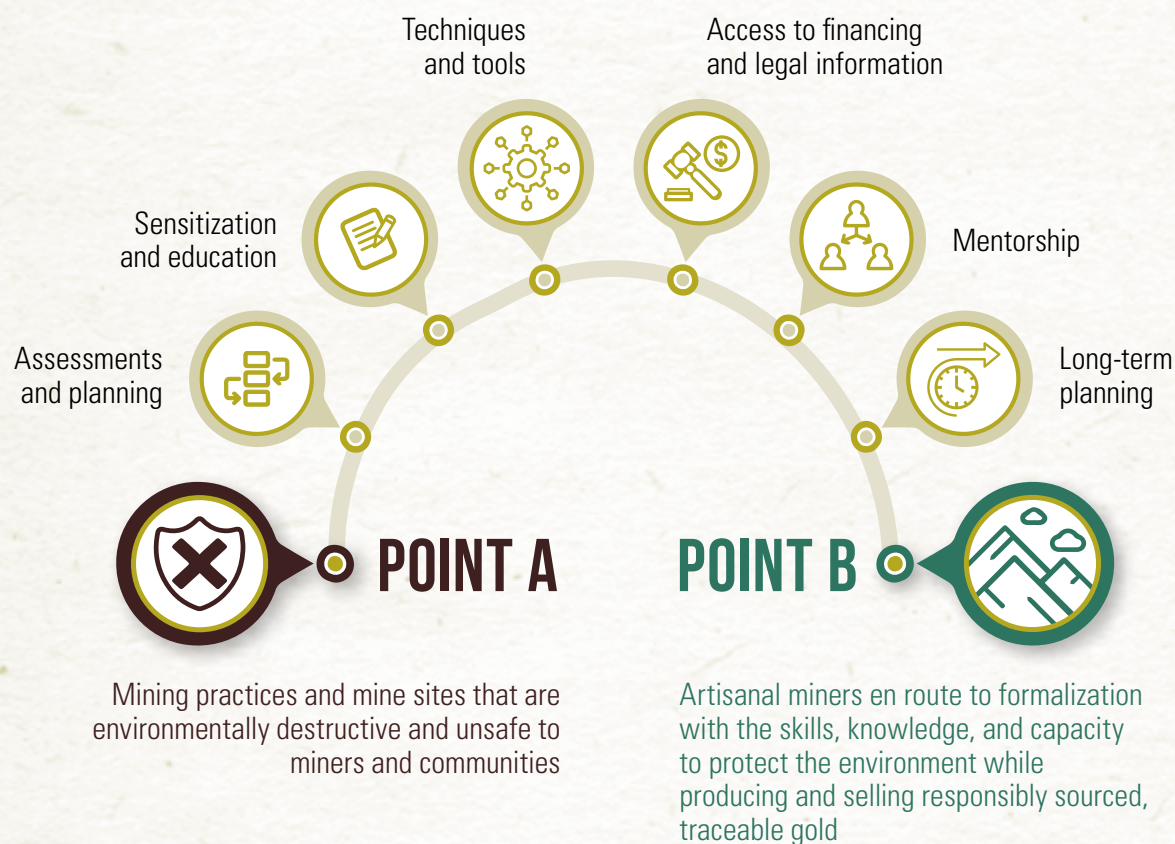 Techniques
and tools
Access to financing
and legal information
Sensitization
and education
Mentorship
Assessments
and planning
Long-term
planning
POINT A
POINT B
Mining practices and mine sites that are
environmentally destructive and unsafe to
miners and communities
Artisanal miners en route to formalization
with the skills, knowledge, and capacity
to protect the environment while
producing and selling responsibly sourced,
traceable gold